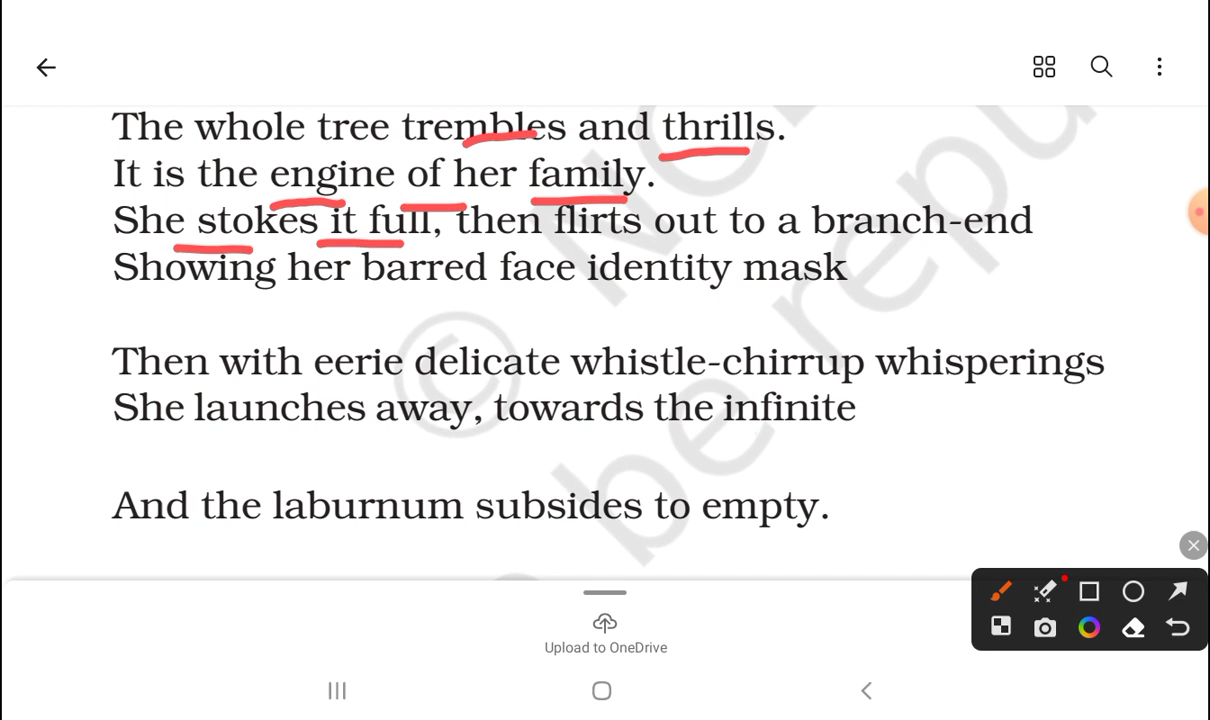 The whole tree trembles and thrills.
It is the engine of her family.
She stokes it full, then flirts out to a branch-end
Showing her barred face identity mask
Then with eerie delicate whistle-chirrup whisperings
She launches away, towards the infinite
And the laburnum subsides to empty.
Upload to OneDrive